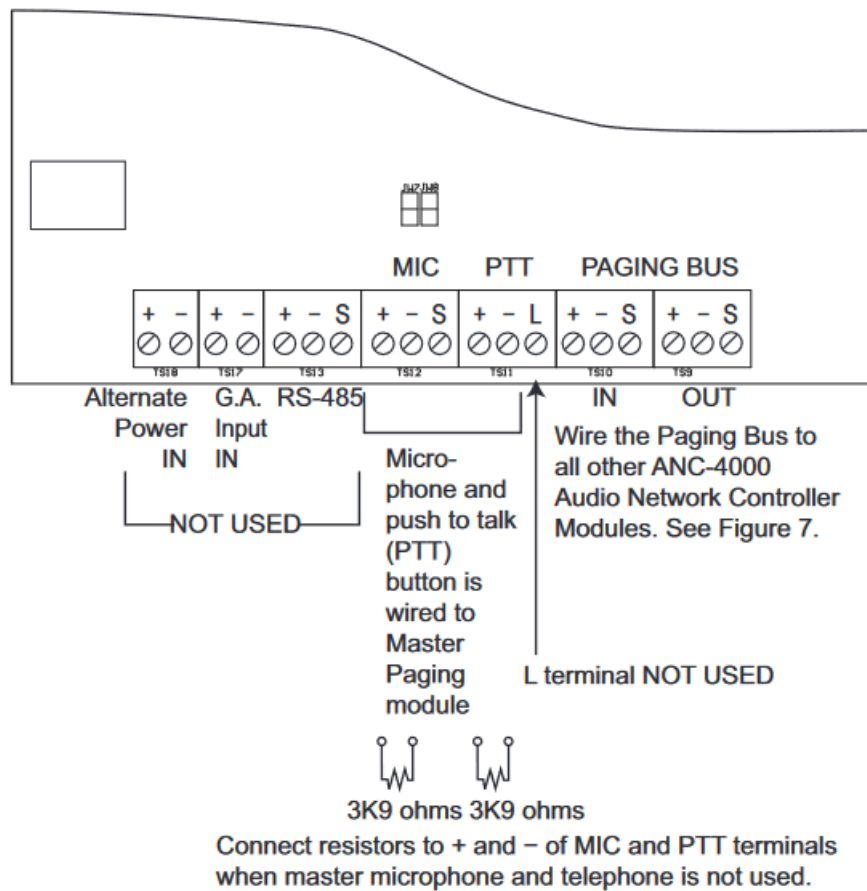 JW7 JW8
MIC PTT PAGING BUS
+ − + − + − S + − S + − L + − S + − S
TS18 TS17 TS13 TS12 TS11 TS10 TS9
Alternate
Power
IN
G.A.
Input
IN
RS-485
NOT USED
Micro-
phone and
push to talk
(PTT)
button is
wired to
Master
Paging
module
IN OUT
Wire the Paging Bus to
all other ANC-4000
Audio Network Controller
Modules. See Figure 7.
L terminal NOT USED
3K9 ohms 3K9 ohms
Connect resistors to + and − of MIC and PTT terminals
when master microphone and telephone is not used.